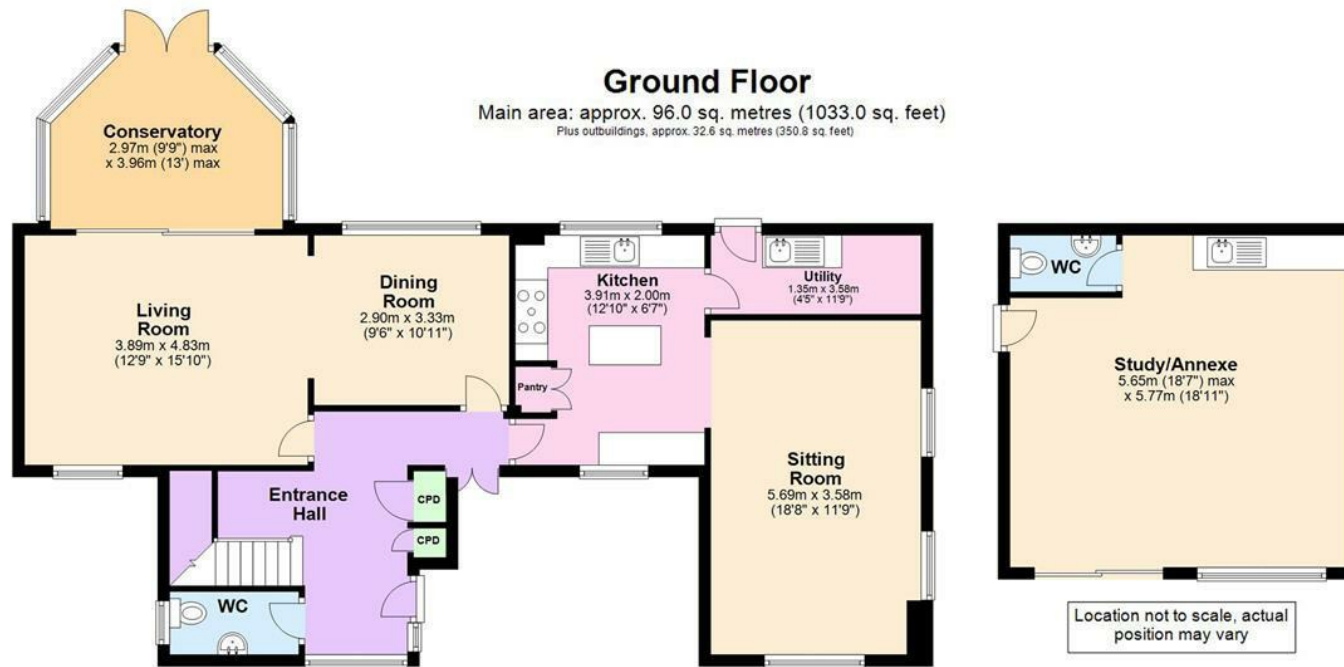 Ground Floor
Main area: approx. 96.0 sq. metres (1033.0 sq. feet)
Plus outbuildings, approx. 32.6 sq. metres (350.8 sq. feet)
Conservatory
2.97m (9'9") max
x 3.96m (13') max
Living
Room
3.89m x 4.83m
(12'9" x 15'10")
Dining
Room
2.90m x 3.33m
(9'6" x 10'11")
Kitchen
3.91m x 2.00m
(12'10" x 6'7")
Utility
1.35m x 3.58m
(4'5" x 11'9")
Pantry
Sitting
Room
5.69m x 3.58m
(18'8" x 11'9")
Entrance
Hall
CPD
CPD
WC
WC
Study/Annexe
5.65m (18'7") max
x 5.77m (18'11")
Location not to scale, actual
position may vary